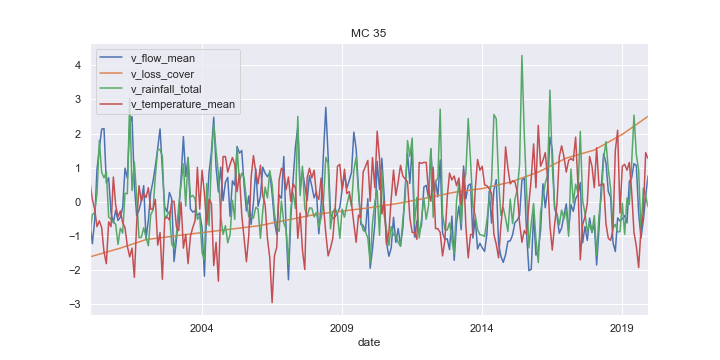 MC 35
v_flow_mean
v_loss_cover
v_rainfall_total
v_temperature_mean
4
3
2
1
0
−1
−2
−3
2004 2009 2014 2019
date